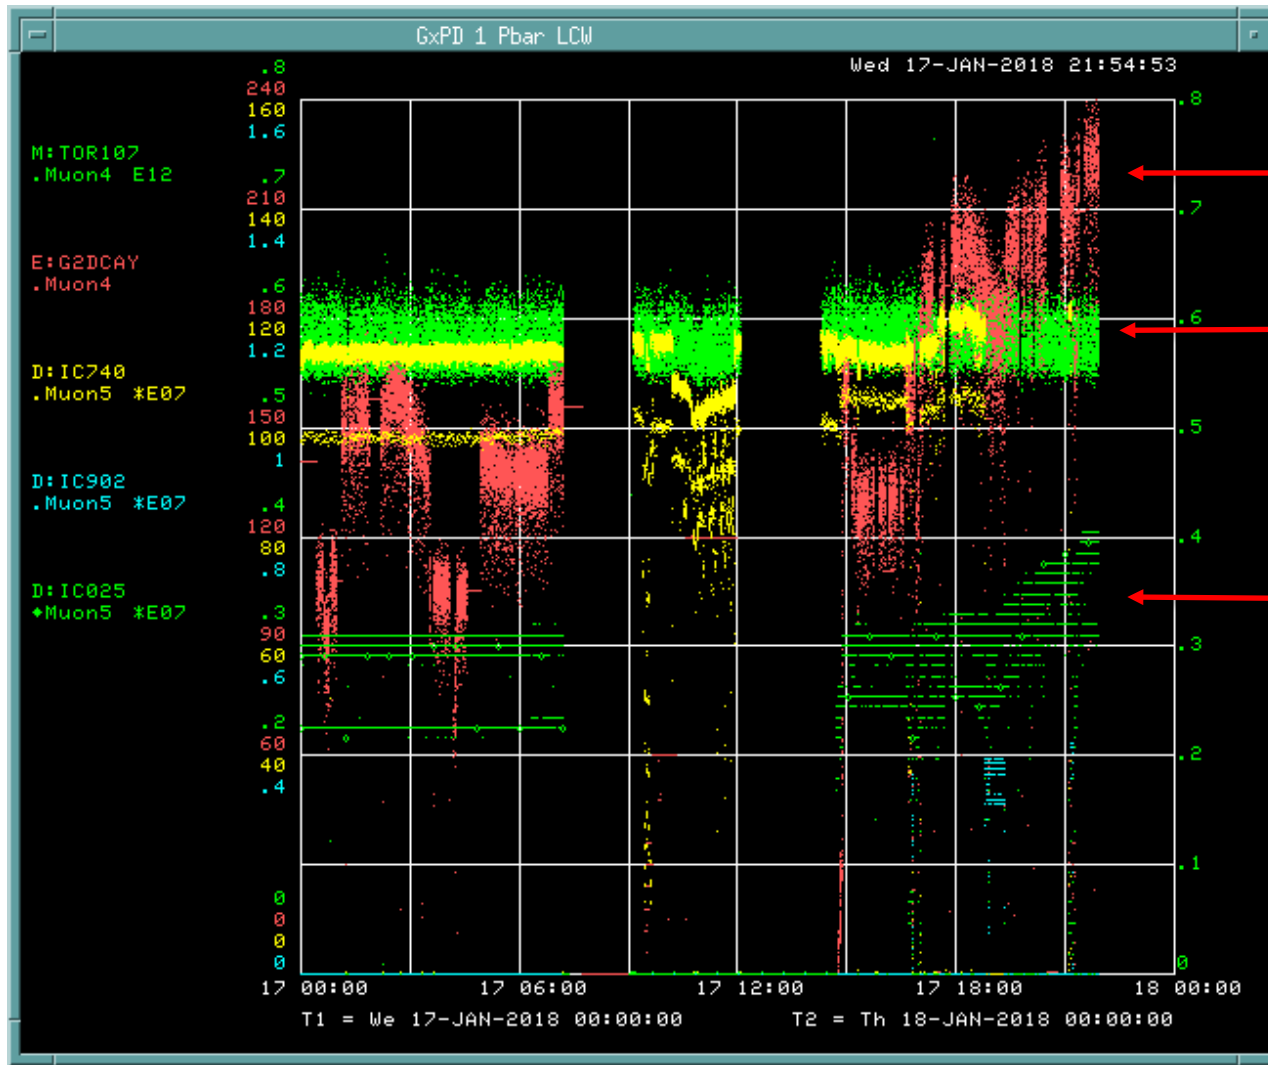 GxPD 1 Pbar LCW
Wed 17-JAN-2018 21:54:53
.8
240
160
1.6
.8
M:TOR107
.Muon4 E12
.7
210
140
1.4
.7
E:G2DCAY
.Muon4
.6
180
120
1.2
.6
D:IC740
.Muon5 *E07
.5
150
100
1
.5
D:IC902
.Muon5 *E07
.4
120
80
.8
.4
D:IC025
◆Muon5 *E07
.3
90
60
.6
.3
.2
60
40
.4
.2
.1
0
0
0
0
0
17 00:00 17 06:00 17 12:00 17 18:00 18 00:00
T1 = We 17-JAN-2018 00:00:00 T2 = Th 18-JAN-2018 00:00:00